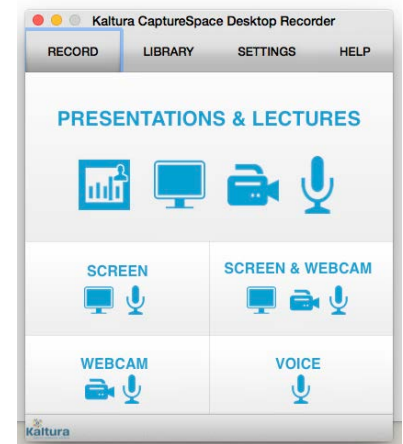 Kaltura CaptureSpace Desktop Recorder
RECORD LIBRARY SETTINGS HELP
PRESENTATIONS & LECTURES
SCREEN
SCREEN & WEBCAM
WEBCAM
VOICE
Kaltura